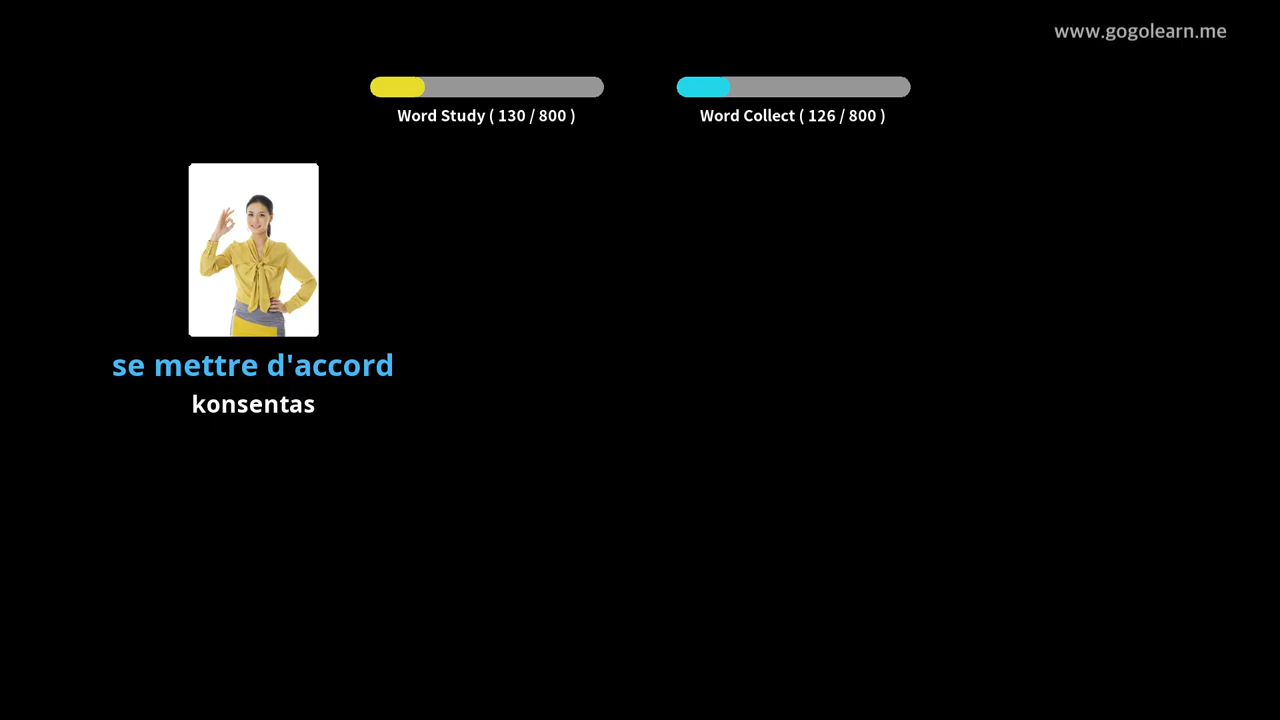 www.gogolearn.me
Word Study ( 130 / 800 )
Word Collect ( 126 / 800 )
se mettre d'accord
konsentas